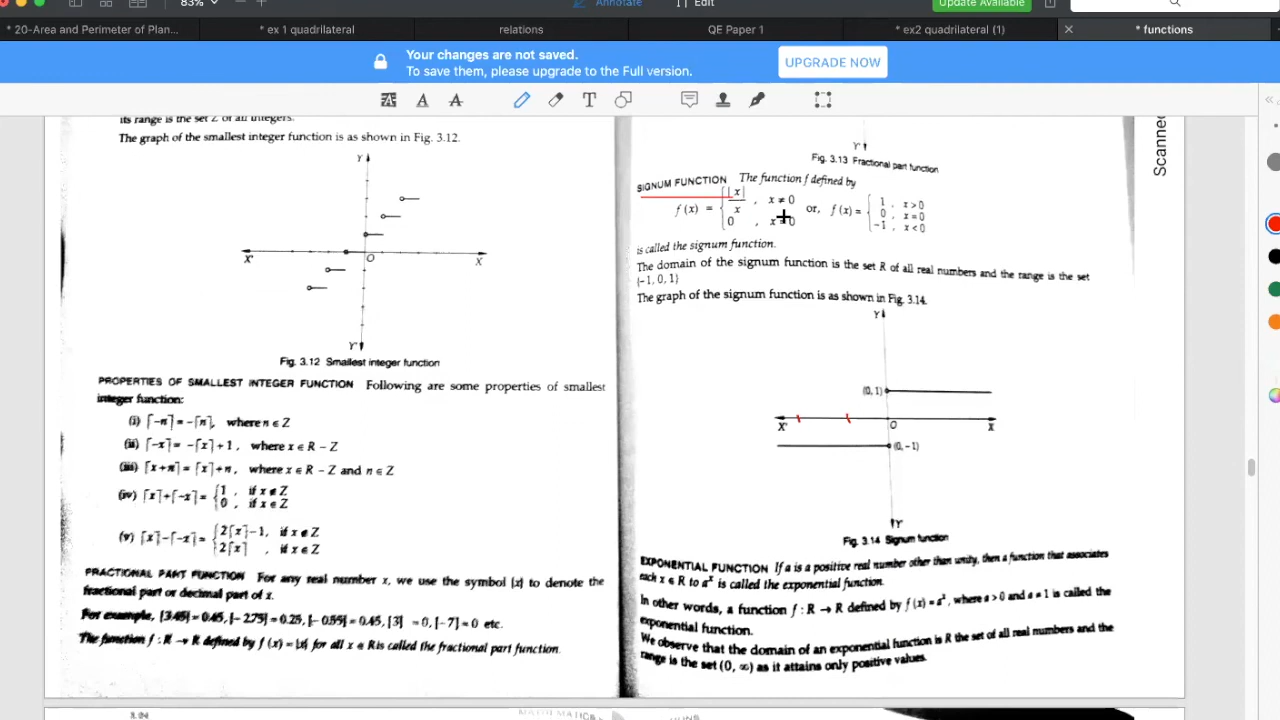 83%
Annotate
Edit
Update Available
* 20-Area and Perimeter of Plan...
* ex 1 quadrilateral
relations
QE Paper 1
* ex2 quadrilateral (1)
* functions
Your changes are not saved.
To save them, please upgrade to the Full version.
UPGRADE NOW
its range is the set Z of all integers.
The graph of the smallest integer function is as shown in Fig. 3.12.
Y
X'
O
X
Y'
Fig. 3.12 Smallest integer function
PROPERTIES OF SMALLEST INTEGER FUNCTION Following are some properties of smallest
integer function:
(i) ⌈-n⌉ = -⌈n⌉, where n ∈ Z
(ii) ⌈-x⌉ = -⌈x⌉ + 1, where x ∈ R - Z
(iii) ⌈x+n⌉ = ⌈x⌉ + n, where x ∈ R - Z and n ∈ Z
(iv) ⌈x⌉ + ⌈-x⌉ = { 1, if x ∉ Z
0, if x ∈ Z
(v) ⌈x⌉ - ⌈-x⌉ = { 2⌈x⌉ - 1, if x ∉ Z
2⌈x⌉, if x ∈ Z
FRACTIONAL PART FUNCTION For any real number x, we use the symbol {x} to denote the
fractional part or decimal part of x.
For example, {3.45} = 0.45, {-2.75} = 0.25, {-0.55} = 0.45, {3} = 0, {-7} = 0 etc.
The function f : R → R defined by f (x) = {x} for all x ∈ R is called the fractional part function.
Scanned
Y'
Fig. 3.13 Fractional part function
SIGNUM FUNCTION The function f defined by
f (x) = { |x|/x, x ≠ 0 or, f (x) = { 1, x > 0
0, x = 0 0, x = 0
-1, x < 0
is called the signum function.
The domain of the signum function is the set R of all real numbers and the range is the set
{-1, 0, 1}
The graph of the signum function is as shown in Fig. 3.14.
Y
(0, 1)
X'
O
X
(0, -1)
Y'
Fig. 3.14 Signum function
EXPONENTIAL FUNCTION If a is a positive real number other than unity, then a function that associates
each x ∈ R to aˣ is called the exponential function.
In other words, a function f : R → R defined by f (x) = aˣ, where a > 0 and a ≠ 1 is called the
exponential function.
We observe that the domain of an exponential function is R the set of all real numbers and the
range is the set (0, ∞) as it attains only positive values.
3.04
MATHEMATICS